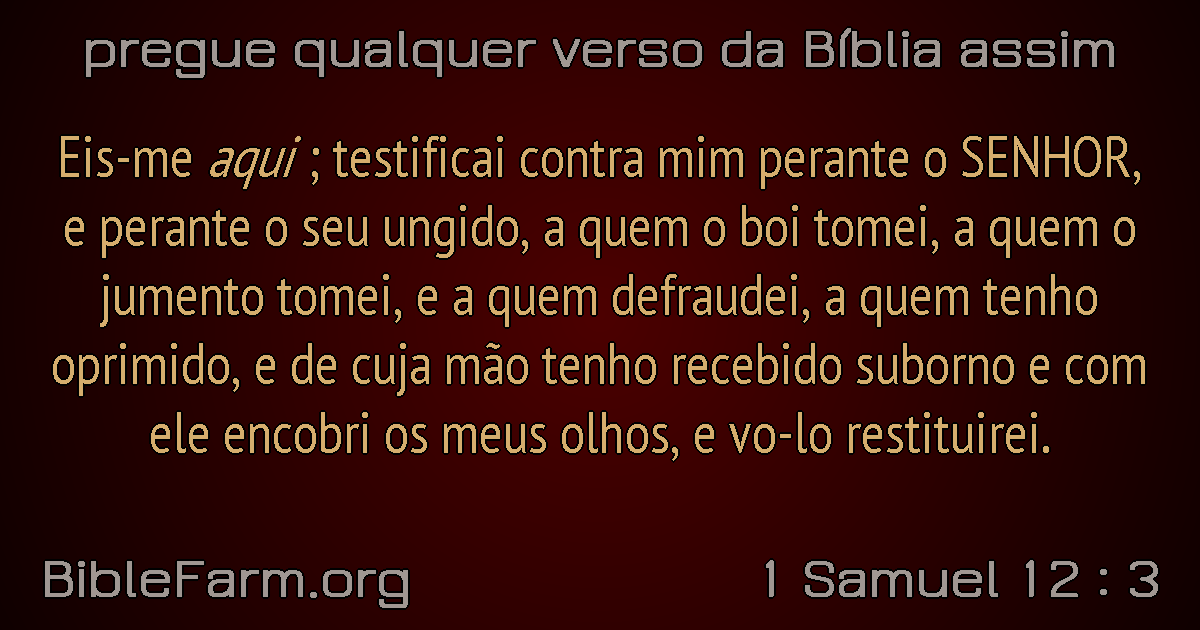 pregue qualquer verso da Bíblia assim
Eis-me aqui ; testificai contra mim perante o SENHOR,
e perante o seu ungido, a quem o boi tomei, a quem o
jumento tomei, e a quem defraudei, a quem tenho
oprimido, e de cuja mão tenho recebido suborno e com
ele encobri os meus olhos, e vo-lo restituirei.
BibleFarm.org
1 Samuel 12 : 3